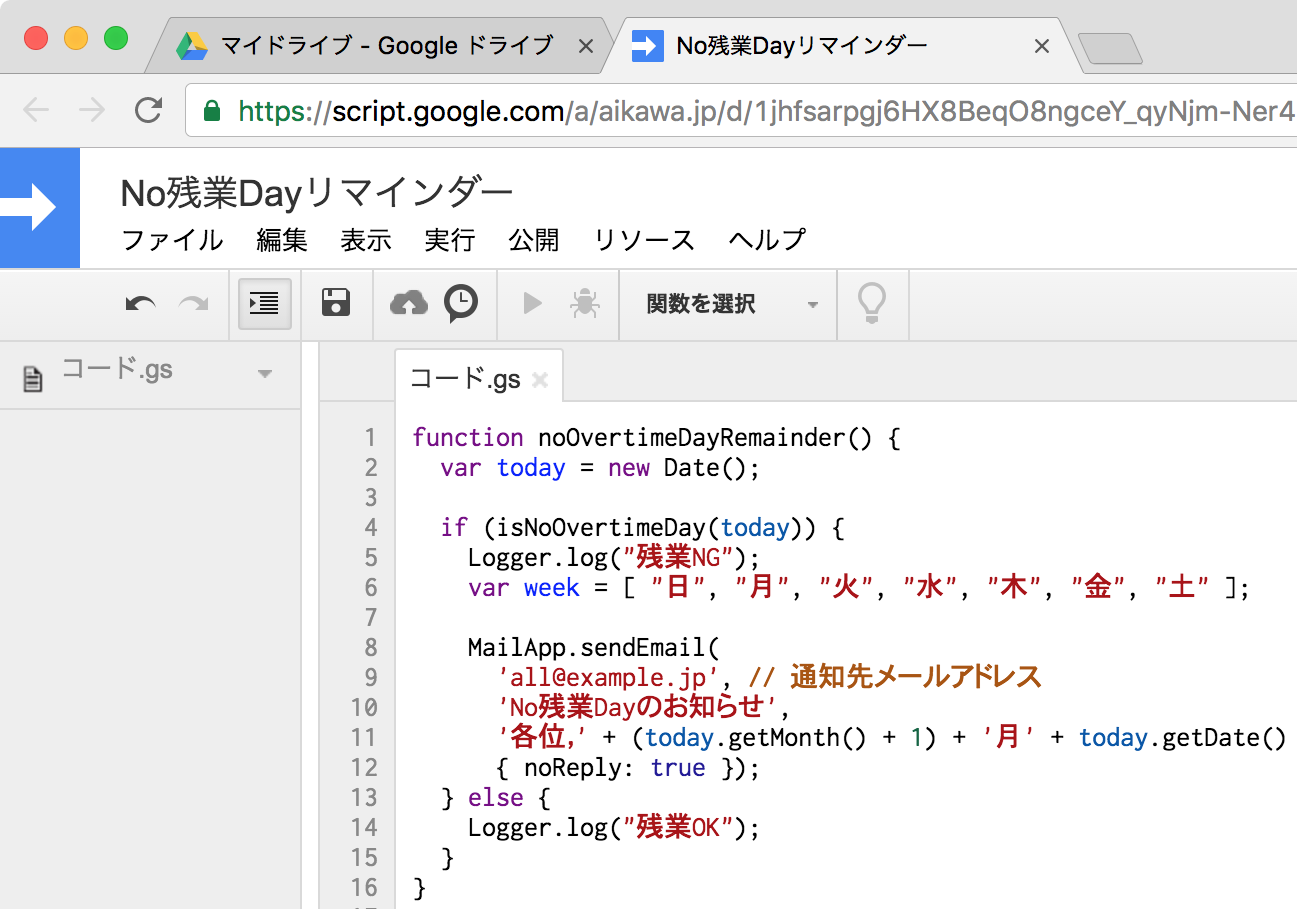 マイドライブ - Google ドライブ
No残業Dayリマインダー
https://script.google.com/a/aikawa.jp/d/1jhfsarpgj6HX8BeqO8ngceY_qyNjm-Ner4
No残業Dayリマインダー
ファイル 編集 表示 実行 公開 リソース ヘルプ
関数を選択
コード.gs
コード.gs
1 function noOvertimeDayRemainder() {
2 var today = new Date();
3
4 if (isNoOvertimeDay(today)) {
5 Logger.log("残業NG");
6 var week = [ "日", "月", "火", "水", "木", "金", "土" ];
7
8 MailApp.sendEmail(
9 'all@example.jp', // 通知先メールアドレス
10 'No残業Dayのお知らせ',
11 '各位,' + (today.getMonth() + 1) + '月' + today.getDate()
12 { noReply: true });
13 } else {
14 Logger.log("残業OK");
15 }
16 }